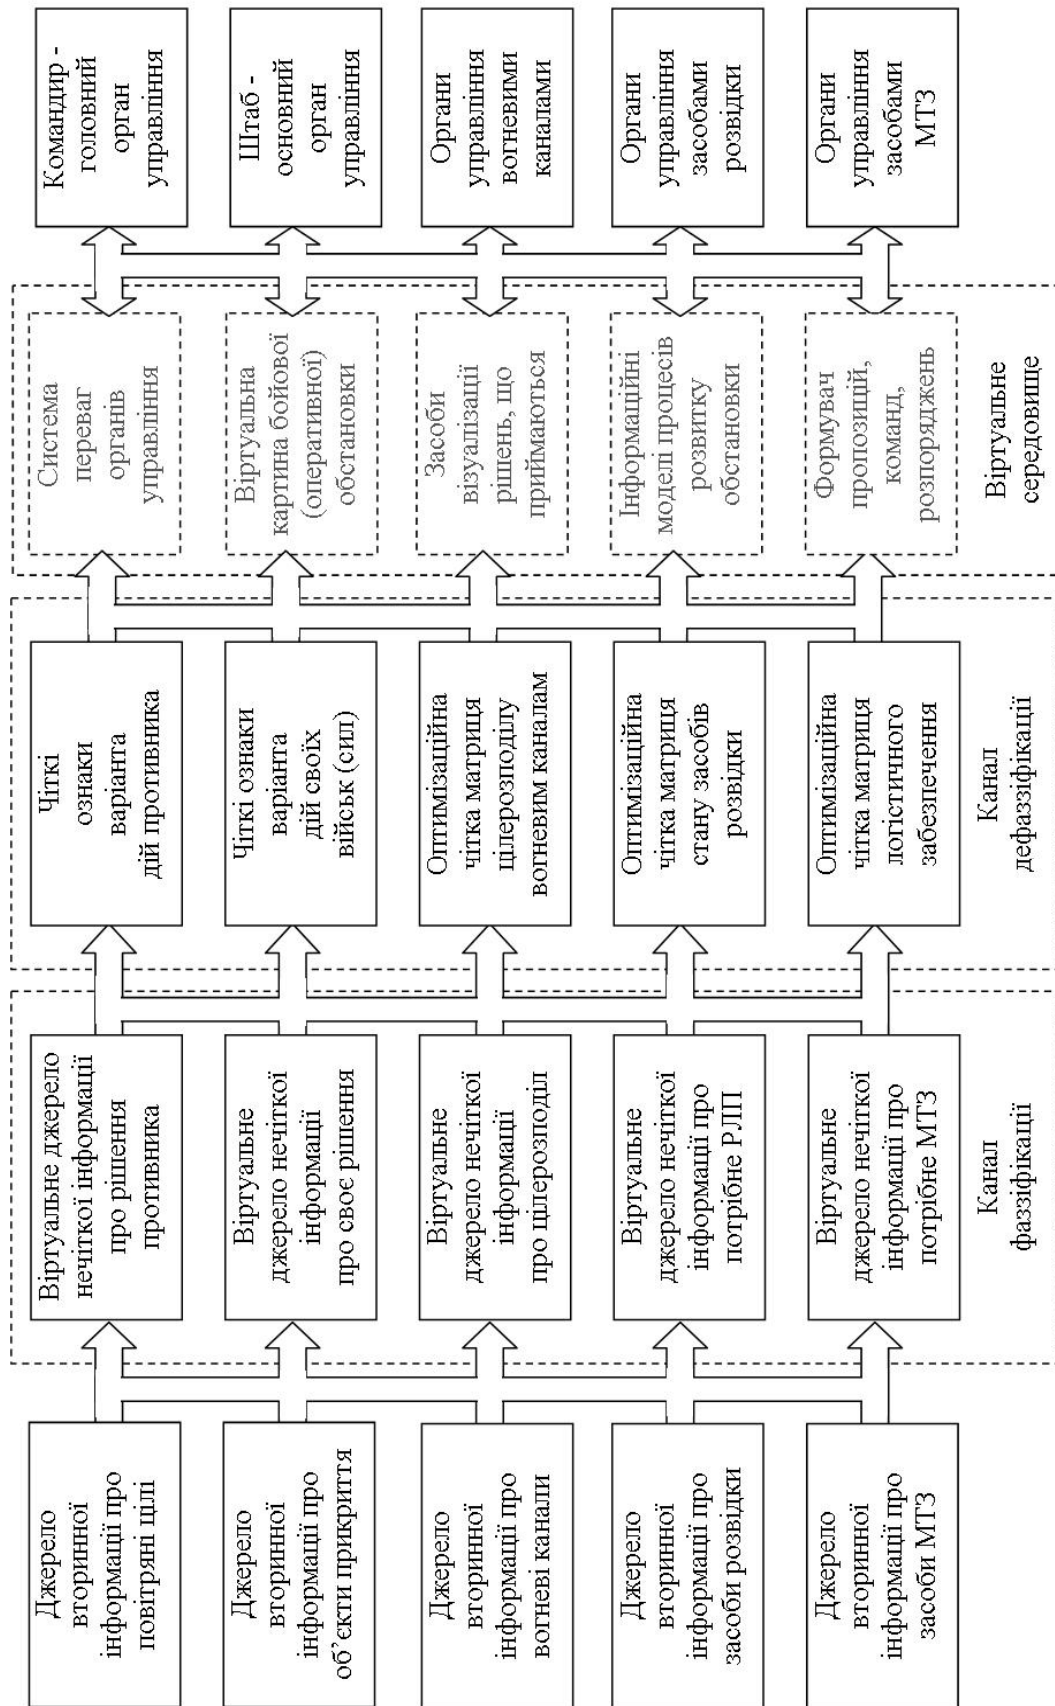 Джерело
вторинної
інформації про
повітряні цілі
Віртуальне джерело
нечіткої інформації
про рішення
противника
Чіткі
ознаки
варіанта
дій противника
Система
переваг
органів
управління
Командир -
головний
орган
управління
Джерело
вторинної
інформації про
об’єкти прикриття
Віртуальне
джерело нечіткої
інформації
про своє рішення
Чіткі ознаки
варіанта
дій своїх
військ (сил)
Віртуальна
картина бойової
(оперативної)
обстановки
Штаб -
основний
орган
управління
Джерело
вторинної
інформації про
вогневі канали
Віртуальне
джерело нечіткої
інформації
про цілерозподіл
Оптимізаційна
чітка матриця
цілерозподілу
вогневим каналам
Засоби
візуалізації
рішень, що
приймаються
Органи
управління
вогневими
каналами
Джерело
вторинної
інформації про
засоби розвідки
Віртуальне
джерело нечіткої
інформації про
потрібне РЛП
Оптимізаційна
чітка матриця
стану засобів
розвідки
Інформаційні
моделі процесів
розвитку
обстановки
Органи
управління
засобами
розвідки
Джерело
вторинної
інформації про
засоби МТЗ
Віртуальне
джерело нечіткої
інформації про
потрібне МТЗ
Оптимізаційна
чітка матриця
логістичного
забезпечення
Формувач
пропозицій,
команд,
розпоряджень
Органи
управління
засобами
МТЗ
Канал
фаззіфікації
Канал
дефаззіфікації
Віртуальне
середовище